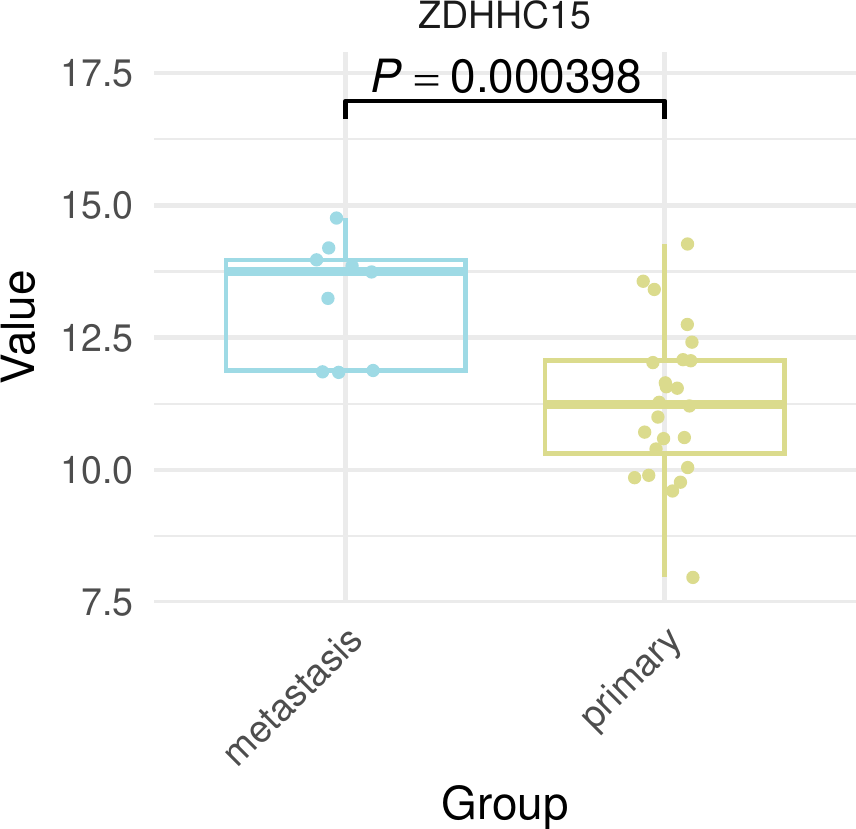 ZDHHC15
P = 0.000398
17.5
15.0
12.5
10.0
7.5
Value
metastasis
primary
Group